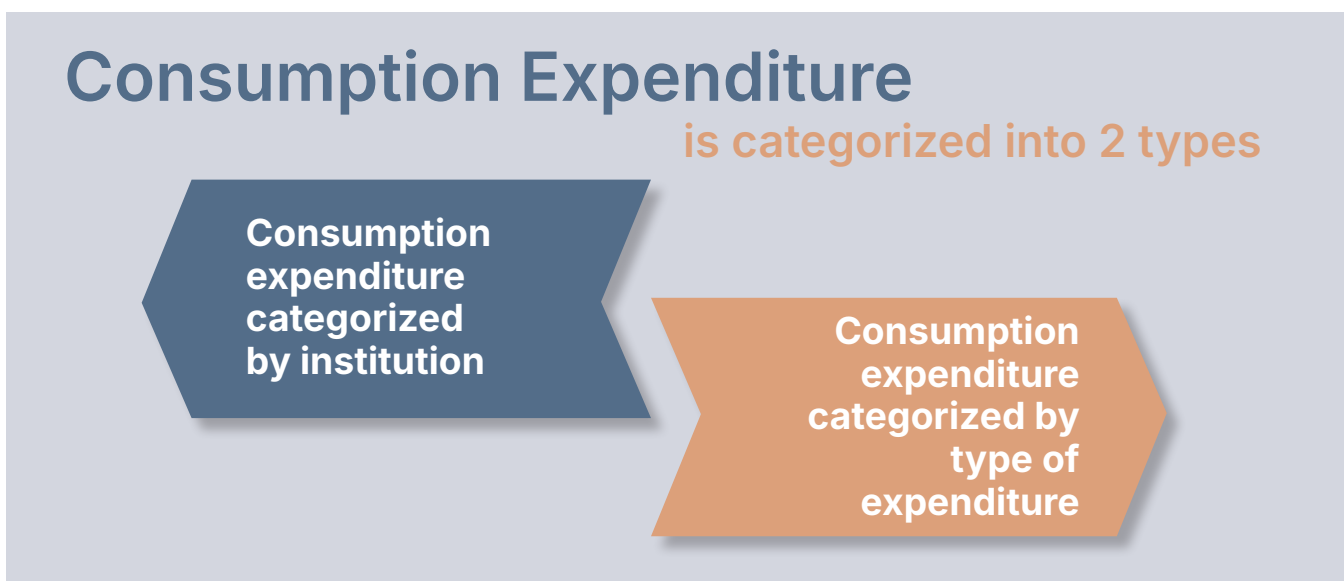 Consumption Expenditure
is categorized into 2 types
Consumption
expenditure
categorized
by institution
Consumption
expenditure
categorized by
type of
expenditure